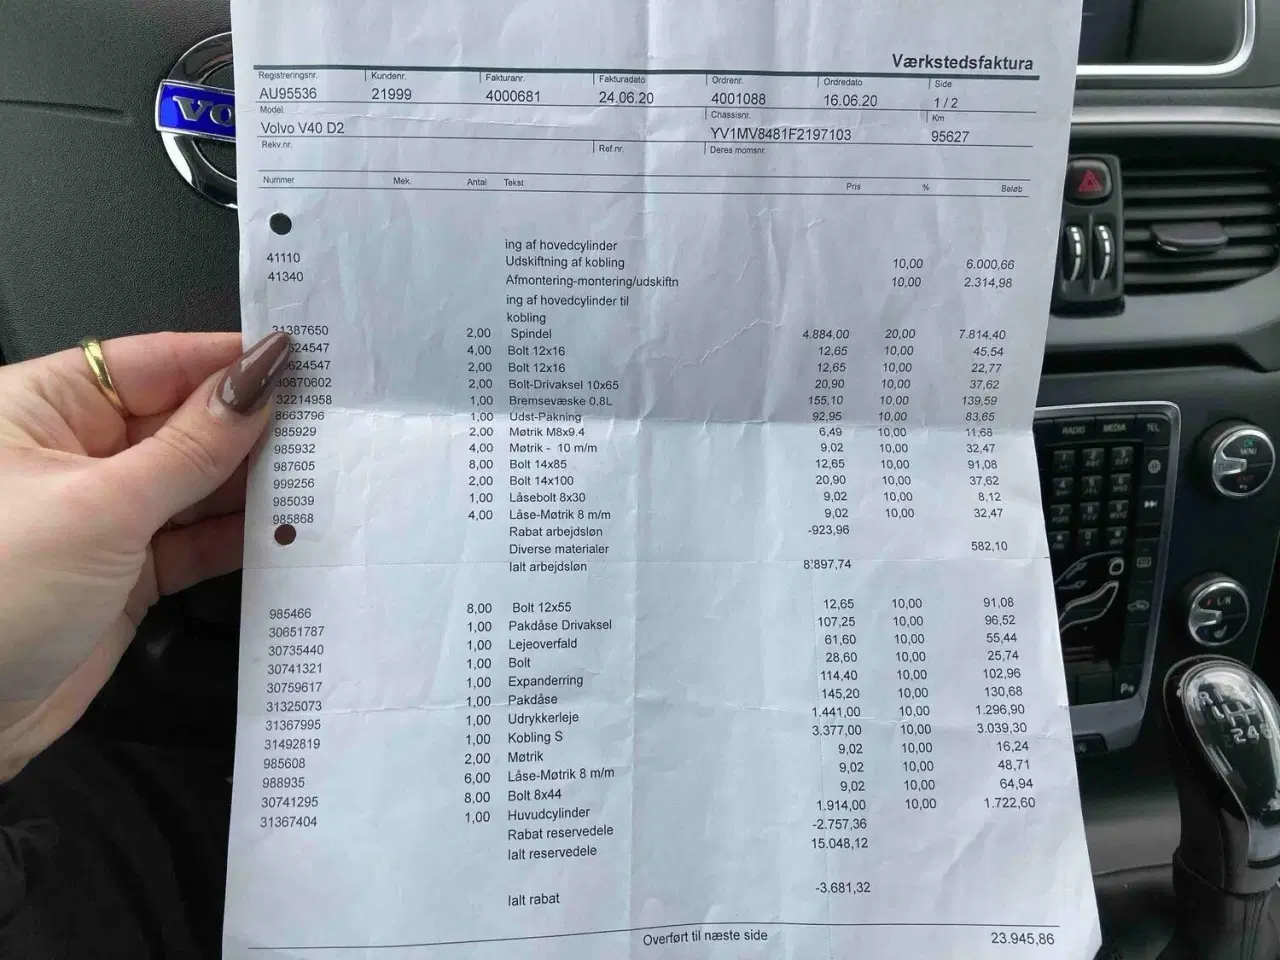 Værkstedsfaktura
Registreringsnr. Kundenr. Fakturanr. Fakturadato Ordrenr. Ordredato Side
AU95536 21999 4000681 24.06.20 4001088 16.06.20 1 / 2
Model Chassisnr. Km
Volvo V40 D2 YV1MV8481F2197103 95627
Rekv.nr. Ref.nr. Deres momsnr.
Nummer Mek. Antal Tekst Pris % Beløb
ing af hovedcylinder
41110 Udskiftning af kobling 10,00 6.000,66
41340 Afmontering-montering/udskiftn 10,00 2.314,98
ing af hovedcylinder til
kobling
31387650 2,00 Spindel 4.884,00 20,00 7.814,40
624547 4,00 Bolt 12x16 12,65 10,00 45,54
624547 2,00 Bolt 12x16 12,65 10,00 22,77
30670602 2,00 Bolt-Drivaksel 10x65 20,90 10,00 37,62
32214958 1,00 Bremsevæske 0,8L 155,10 10,00 139,59
8663796 1,00 Udst-Pakning 92,95 10,00 83,65
985929 2,00 Møtrik M8x9.4 6,49 10,00 11,68
985932 4,00 Møtrik - 10 m/m 9,02 10,00 32,47
987605 8,00 Bolt 14x85 12,65 10,00 91,08
999256 2,00 Bolt 14x100 20,90 10,00 37,62
985039 1,00 Låsebolt 8x30 9,02 10,00 8,12
985868 4,00 Låse-Møtrik 8 m/m 9,02 10,00 32,47
Rabat arbejdsløn -923,96
Diverse materialer 582,10
Ialt arbejdsløn 8'897,74
985466 8,00 Bolt 12x55 12,65 10,00 91,08
30651787 1,00 Pakdåse Drivaksel 107,25 10,00 96,52
30735440 1,00 Lejeoverfald 61,60 10,00 55,44
30741321 1,00 Bolt 28,60 10,00 25,74
30759617 1,00 Expanderring 114,40 10,00 102,96
31325073 1,00 Pakdåse 145,20 10,00 130,68
31367995 1,00 Udrykkerleje 1.441,00 10,00 1.296,90
31492819 1,00 Kobling S 3.377,00 10,00 3.039,30
985608 2,00 Møtrik 9,02 10,00 16,24
988935 6,00 Låse-Møtrik 8 m/m 9,02 10,00 48,71
30741295 8,00 Bolt 8x44 9,02 10,00 64,94
31367404 1,00 Huvudcylinder 1.914,00 10,00 1.722,60
Rabat reservedele -2.757,36
Ialt reservedele 15.048,12
Ialt rabat -3.681,32
Overført til næste side 23.945,86
VO
RADIO MEDIA TEL
OK
MENU
TUNE
EXIT
L/R
R
2 4 6